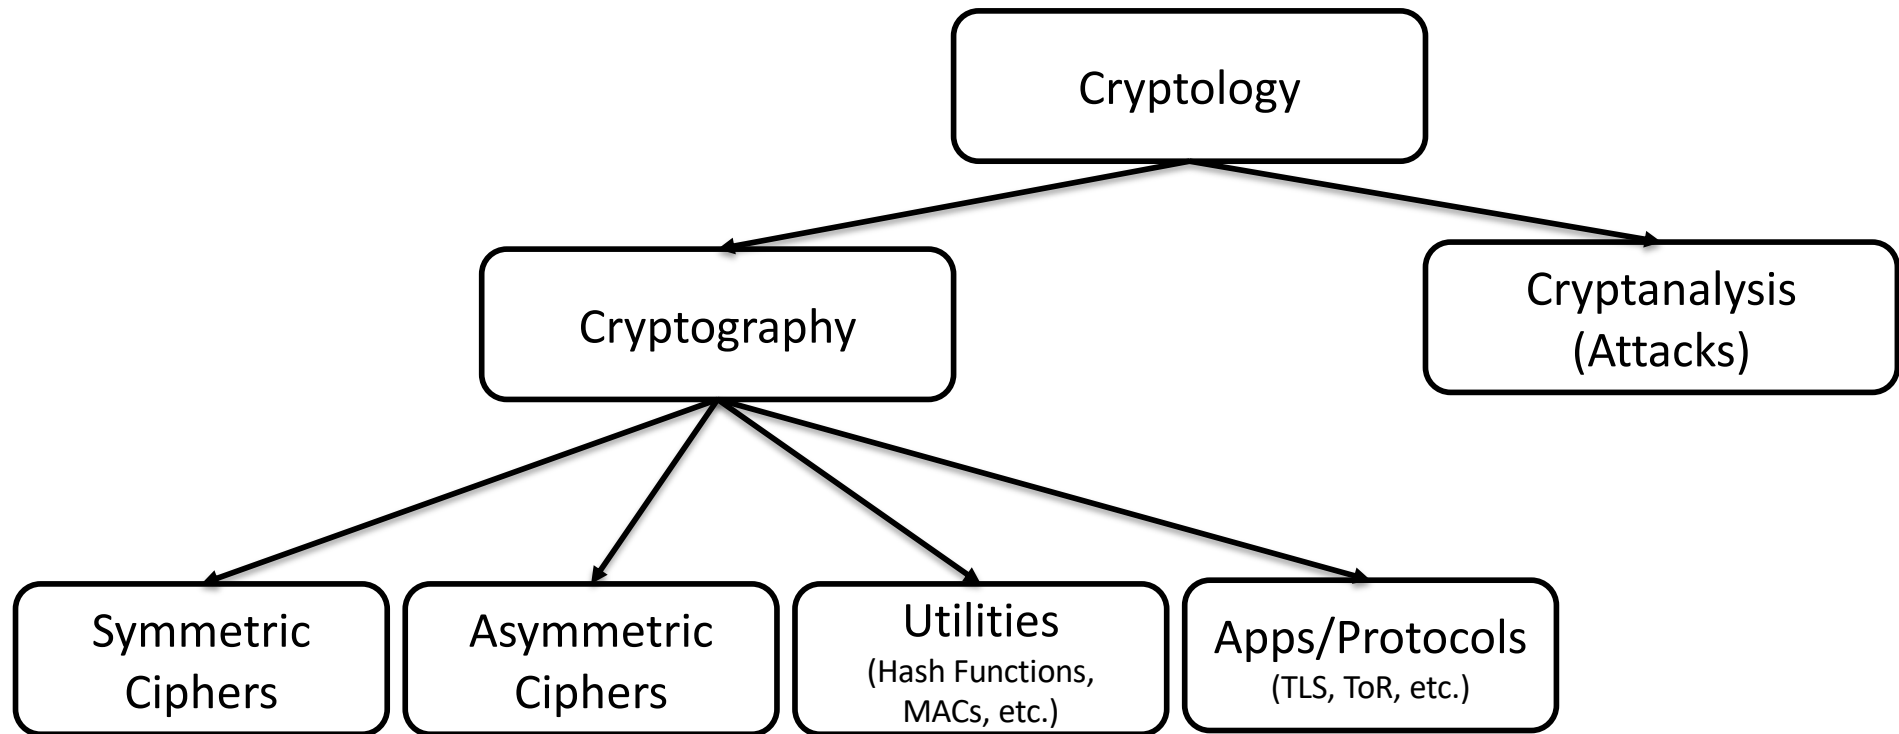 Cryptology
Cryptography
Cryptanalysis
(Attacks)
Symmetric
Ciphers
Asymmetric
Ciphers
Utilities
(Hash Functions,
MACs, etc.)
Apps/Protocols
(TLS, ToR, etc.)